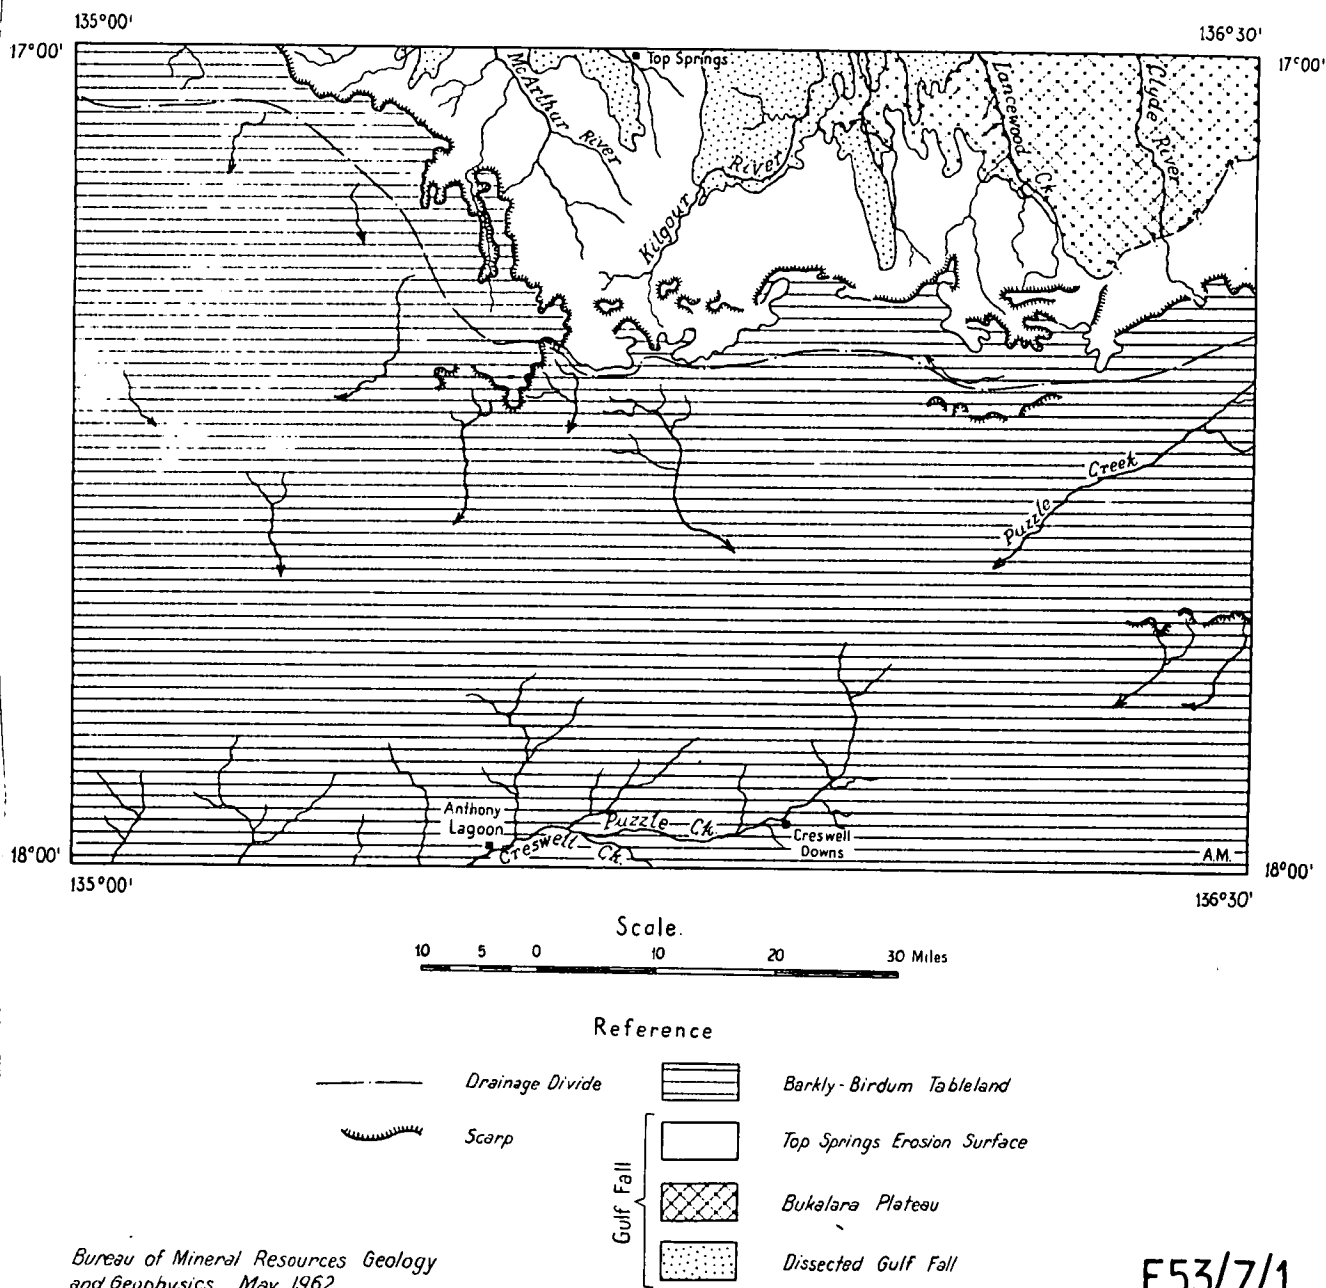 135°00'
136°30'
17°00'
17°00'
Top Springs
McArthur River
Kilgour River
Lancewood Ck.
Clyde River
Puzzle Creek
Anthony
Lagoon
Puzzle Ck.
Creswell Ck.
Creswell
Downs
A.M.
18°00'
18°00'
135°00'
136°30'
Scale.
10 5 0 10 20 30 Miles
Reference
Drainage Divide
Barkly-Birdum Tableland
Scarp
Top Springs Erosion Surface
Gulf Fall
Bukalara Plateau
Dissected Gulf Fall
Bureau of Mineral Resources Geology
and Geophysics. May 1962
E53/7/1